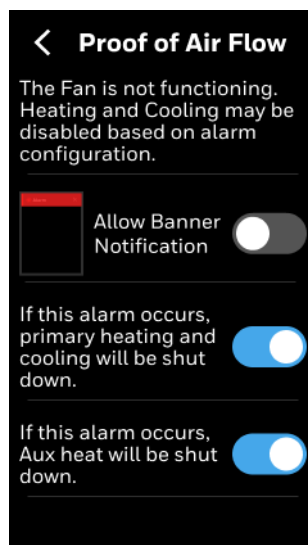 Proof of Air Flow
The Fan is not functioning.
Heating and Cooling may be
disabled based on alarm
configuration.
Allow Banner
Notification
If this alarm occurs,
primary heating and
cooling will be shut
down.
If this alarm occurs,
Aux heat will be shut
down.